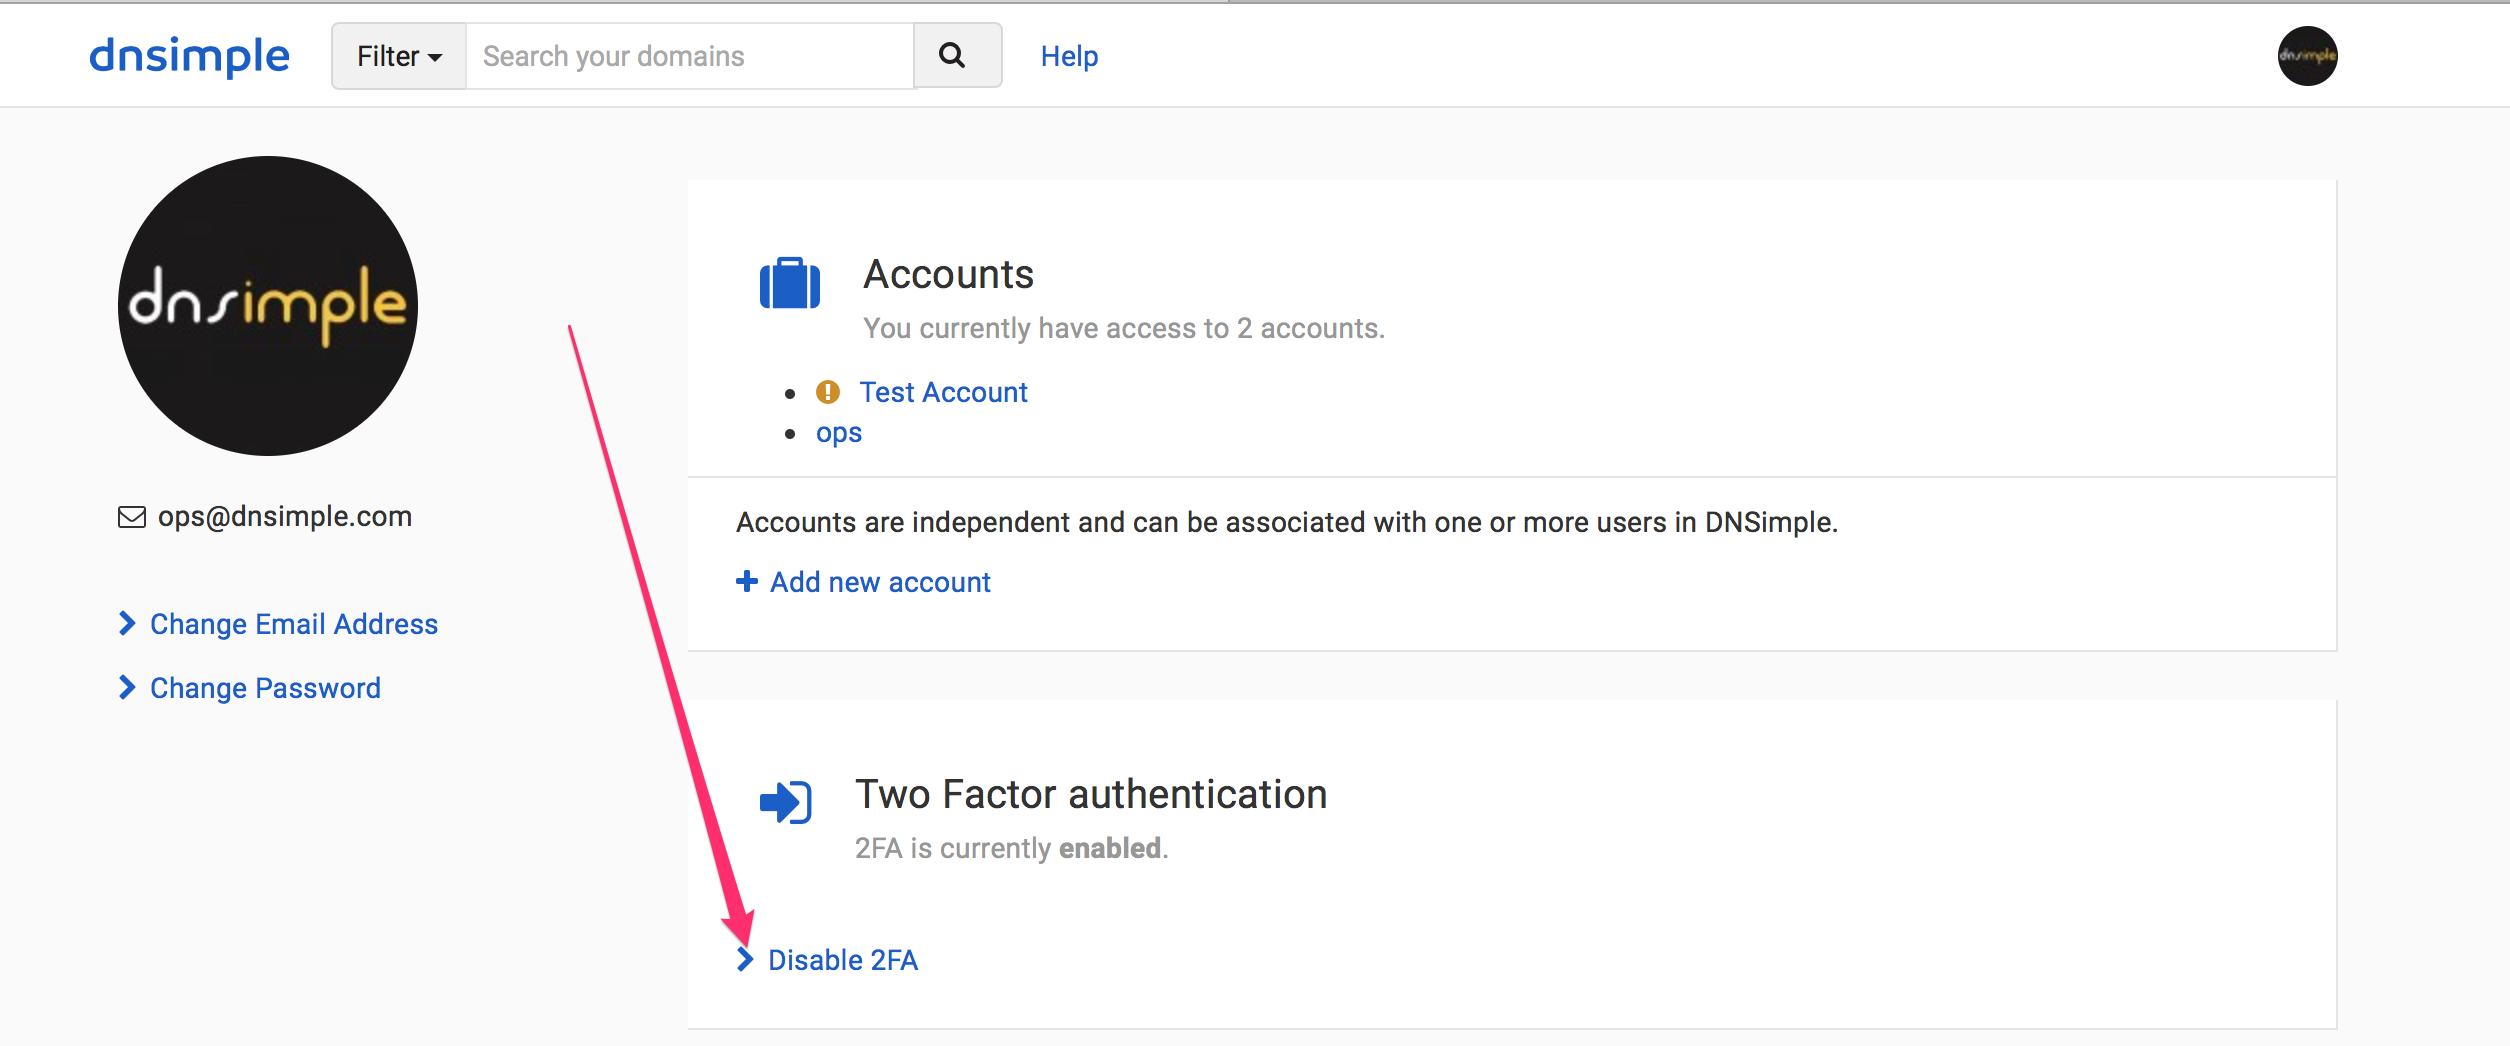 dnsimple
Filter
Search your domains
Help
dnsimple
dnsimple
ops@dnsimple.com
Change Email Address
Change Password
Accounts
You currently have access to 2 accounts.
Test Account
ops
Accounts are independent and can be associated with one or more users in DNSimple.
Add new account
Two Factor authentication
2FA is currently enabled.
Disable 2FA